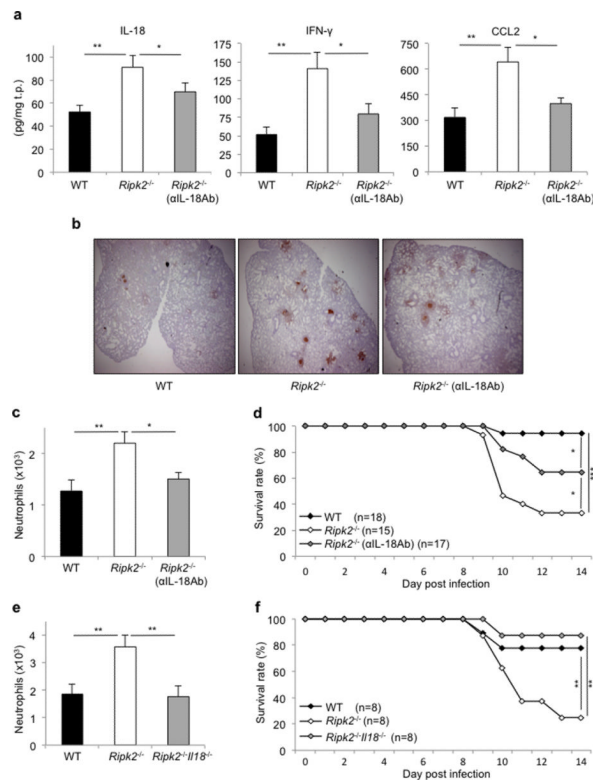 a
IL-18
IFN-γ
CCL2
** *
** *
** *
(pg/mg t.p.)
120
100
80
60
40
20
0
175
150
125
100
75
50
25
0
900
750
600
450
300
150
0
WT Ripk2-/- Ripk2-/- (αIL-18Ab)
WT Ripk2-/- Ripk2-/- (αIL-18Ab)
WT Ripk2-/- Ripk2-/- (αIL-18Ab)
b
WT Ripk2-/- Ripk2-/- (αIL-18Ab)
c
** *
Neutrophils (x10³)
2
1
0
WT Ripk2-/- Ripk2-/- (αIL-18Ab)
d
Survival rate (%)
100
80
60
40
20
0
*
*
***
WT (n=18)
Ripk2-/- (n=15)
Ripk2-/- (αIL-18Ab) (n=17)
0 2 4 6 8 10 12 14
Day post infection
e
** **
Neutrophils (x10³)
4
3
2
1
0
WT Ripk2-/- Ripk2-/-Il18-/-
f
Survival rate (%)
100
80
60
40
20
0
** **
WT (n=8)
Ripk2-/- (n=8)
Ripk2-/-Il18-/- (n=8)
0 2 4 6 8 10 12 14
Day post infection